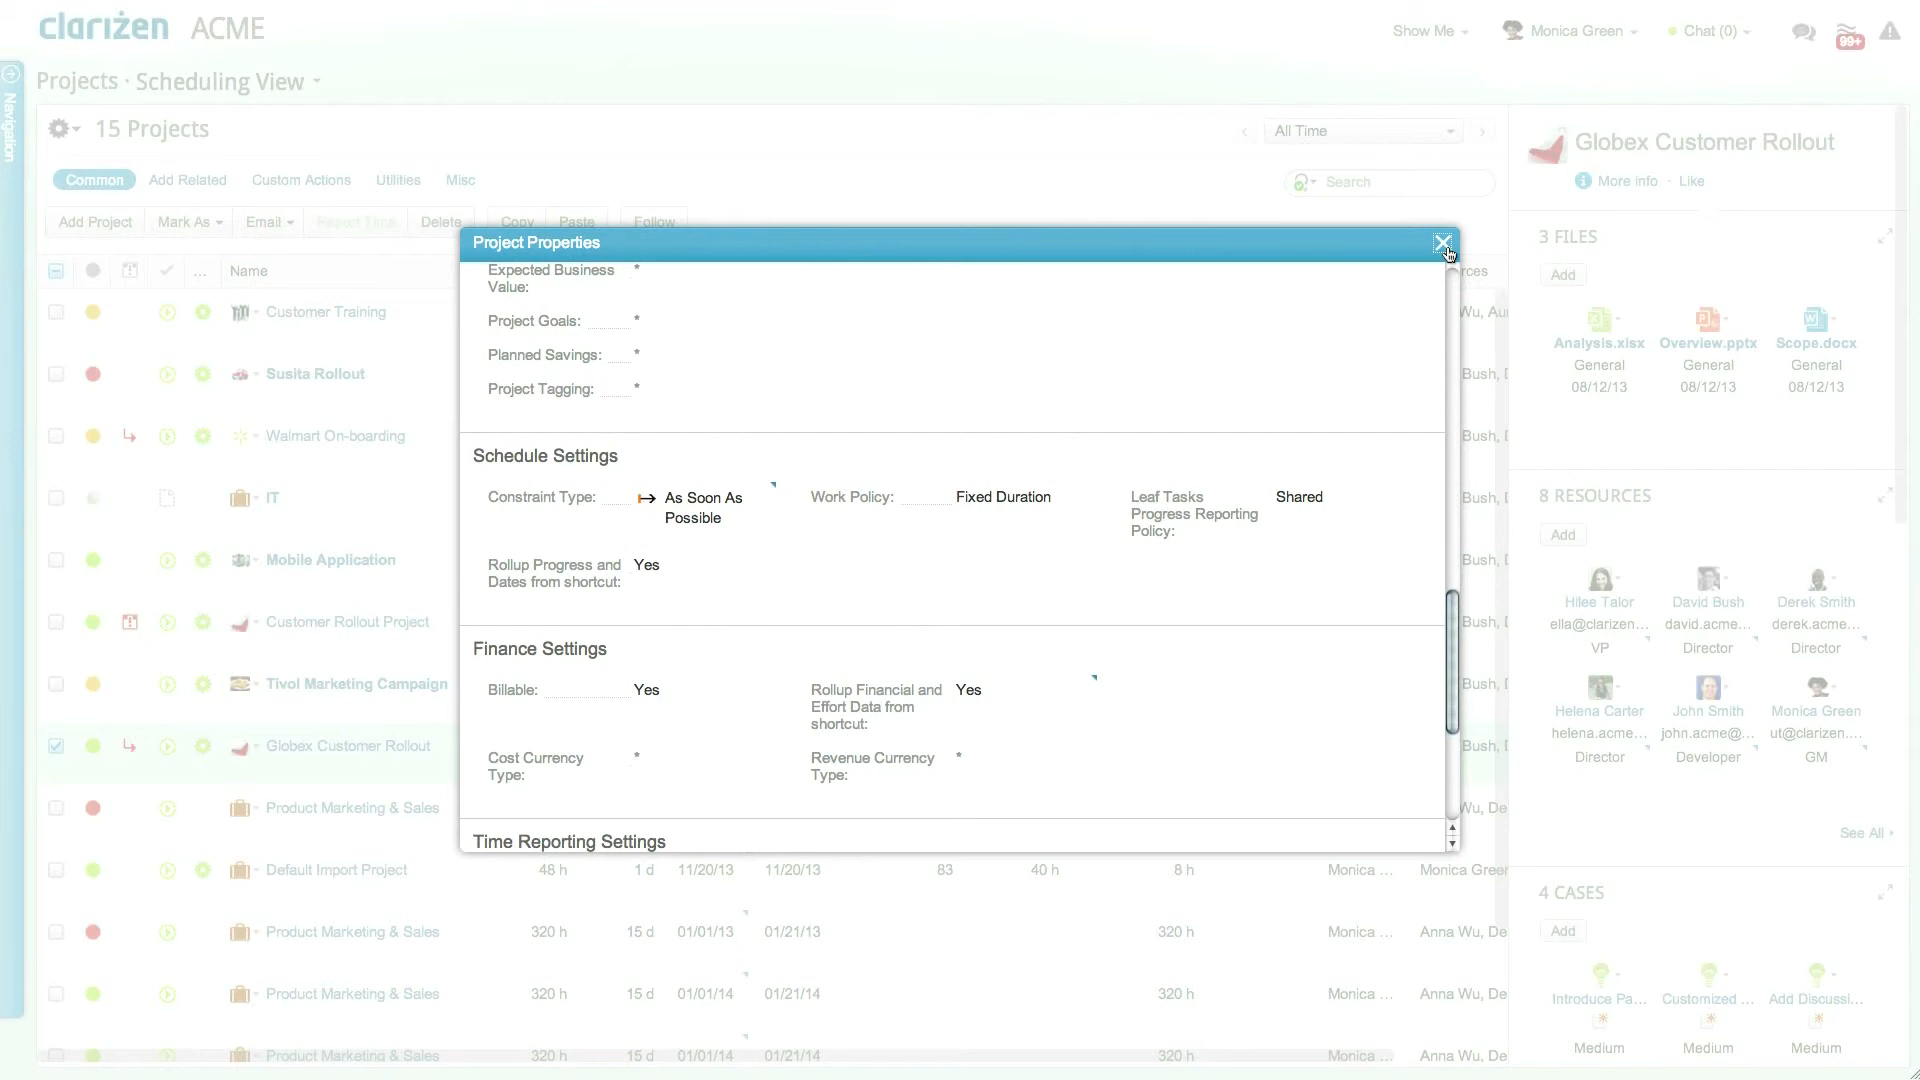 clarizen ACME
Show Me
Monica Green
Chat (0)
99+
Navigation
Projects · Scheduling View
15 Projects
All Time
Common
Add Related
Custom Actions
Utilities
Misc
Search
Add Project
Mark As
Email
Report Time
Delete
Copy
Paste
Follow
... Name
Customer Training
Susita Rollout
Walmart On-boarding
IT
Mobile Application
Customer Rollout Project
Tivol Marketing Campaign
Globex Customer Rollout
Product Marketing & Sales
Default Import Project 48 h 1 d 11/20/13 11/20/13 83 40 h 8 h Monica ... Monica Green
Product Marketing & Sales 320 h 15 d 01/01/13 01/21/13 320 h Monica ... Anna Wu, De
Product Marketing & Sales 320 h 15 d 01/01/14 01/21/14 320 h Monica ... Anna Wu, De
Product Marketing & Sales 320 h 15 d 01/01/14 01/21/14 320 h Monica ... Anna Wu, De
Project Properties
Expected Business
Value: *
Project Goals: *
Planned Savings: *
Project Tagging: *
Schedule Settings
Constraint Type: As Soon As
Possible
Work Policy: Fixed Duration
Leaf Tasks
Progress Reporting
Policy:
Shared
Rollup Progress and
Dates from shortcut:
Yes
Finance Settings
Billable: Yes
Rollup Financial and
Effort Data from
shortcut:
Yes
Cost Currency
Type: *
Revenue Currency
Type: *
Time Reporting Settings
Globex Customer Rollout
More info · Like
3 FILES
Add
Analysis.xlsx Overview.pptx Scope.docx
General General General
08/12/13 08/12/13 08/12/13
8 RESOURCES
Add
Hilee Talor David Bush Derek Smith
ella@clarizen... david.acme... derek.acme...
VP Director Director
Helena Carter John Smith Monica Green
helena.acme... john.acme@... ut@clarizen....
Director Developer GM
See All
4 CASES
Add
Introduce Pa... Customized ... Add Discussi...
Medium Medium Medium